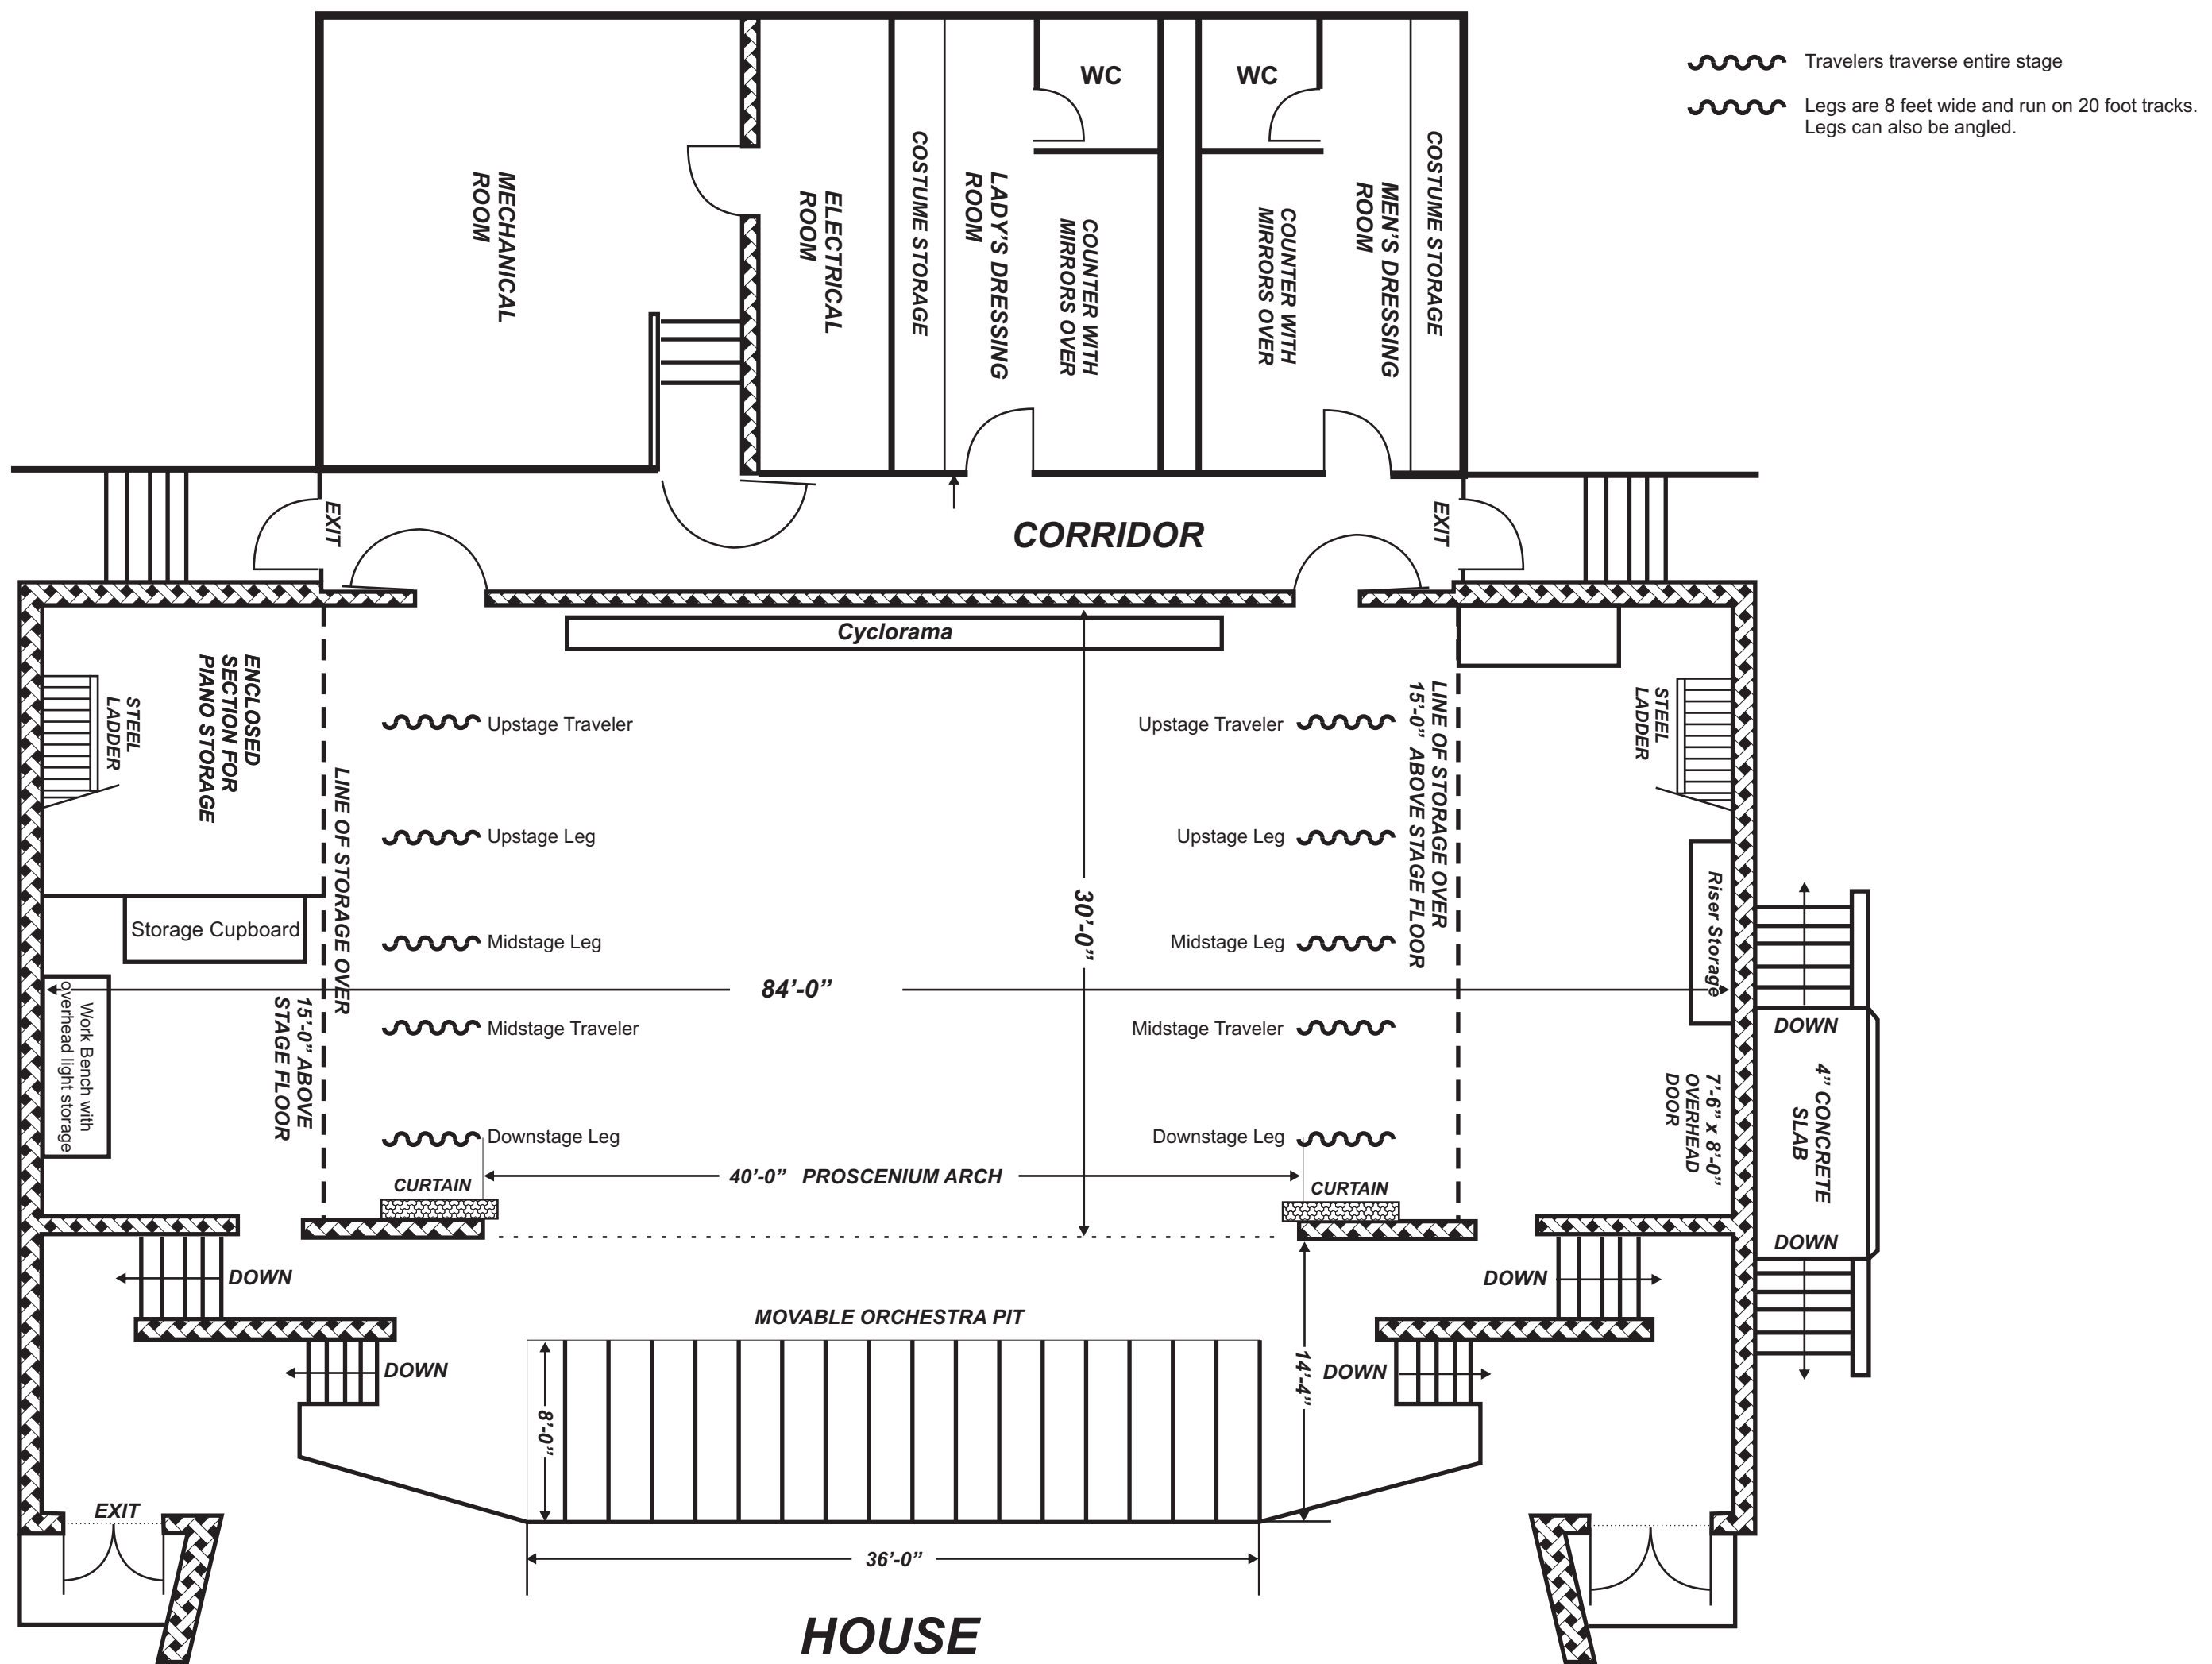 Travelers traverse entire stage
Legs are 8 feet wide and run on 20 foot tracks.
Legs can also be angled.
WC
WC
MECHANICAL
ROOM
ELECTRICAL
ROOM
COSTUME STORAGE
LADY’S DRESSING
ROOM
COUNTER WITH
MIRRORS OVER
COUNTER WITH
MIRRORS OVER
MEN’S DRESSING
ROOM
COSTUME STORAGE
EXIT
CORRIDOR
EXIT
Cyclorama
ENCLOSED
SECTION FOR
PIANO STORAGE
STEEL
LADDER
STEEL
LADDER
LINE OF STORAGE OVER
15’-0” ABOVE STAGE FLOOR
Upstage Traveler
Upstage Traveler
LINE OF STORAGE OVER
15’-0” ABOVE
STAGE FLOOR
Upstage Leg
Upstage Leg
30’-0”
Riser Storage
Storage Cupboard
Midstage Leg
Midstage Leg
84’-0”
Work Bench with
overhead light storage
Midstage Traveler
Midstage Traveler
DOWN
4” CONCRETE
SLAB
7’-6” x 8’-0”
OVERHEAD
DOOR
Downstage Leg
Downstage Leg
40’-0” PROSCENIUM ARCH
CURTAIN
CURTAIN
DOWN
DOWN
DOWN
MOVABLE ORCHESTRA PIT
DOWN
DOWN
14’-4”
8’-0”
EXIT
36’-0”
HOUSE